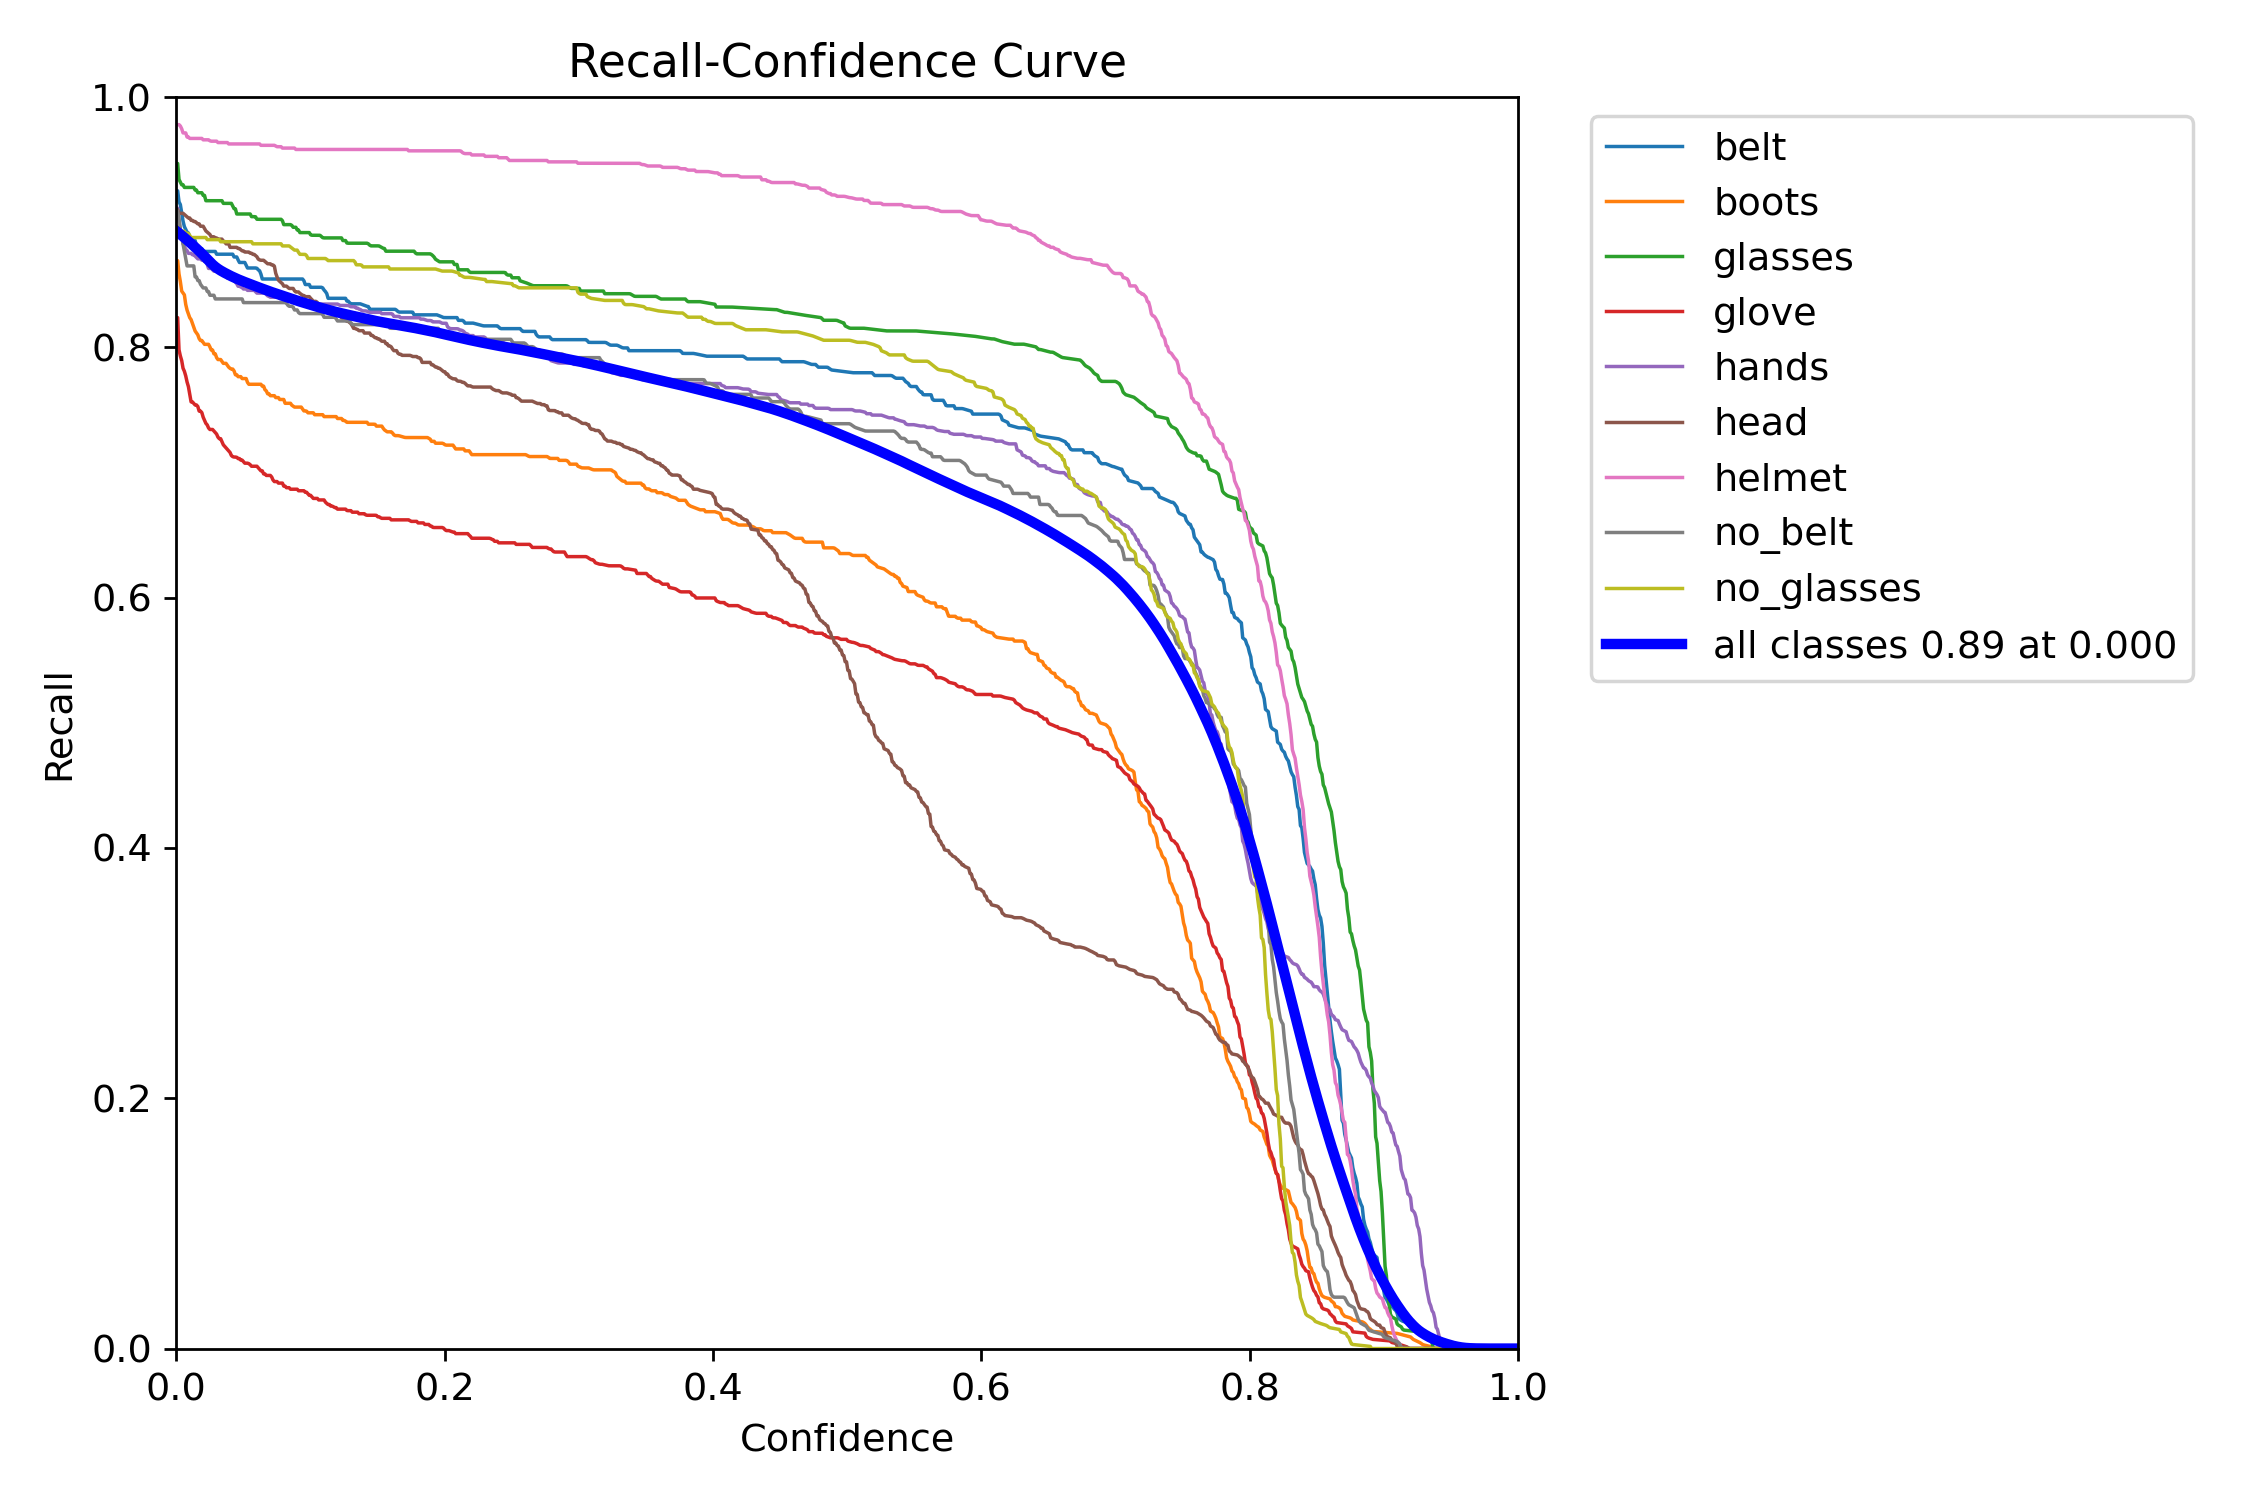 Recall-Confidence Curve
1.0
0.8
0.6
0.4
0.2
0.0
Recall
0.0 0.2 0.4 0.6 0.8 1.0
Confidence
belt
boots
glasses
glove
hands
head
helmet
no_belt
no_glasses
all classes 0.89 at 0.000